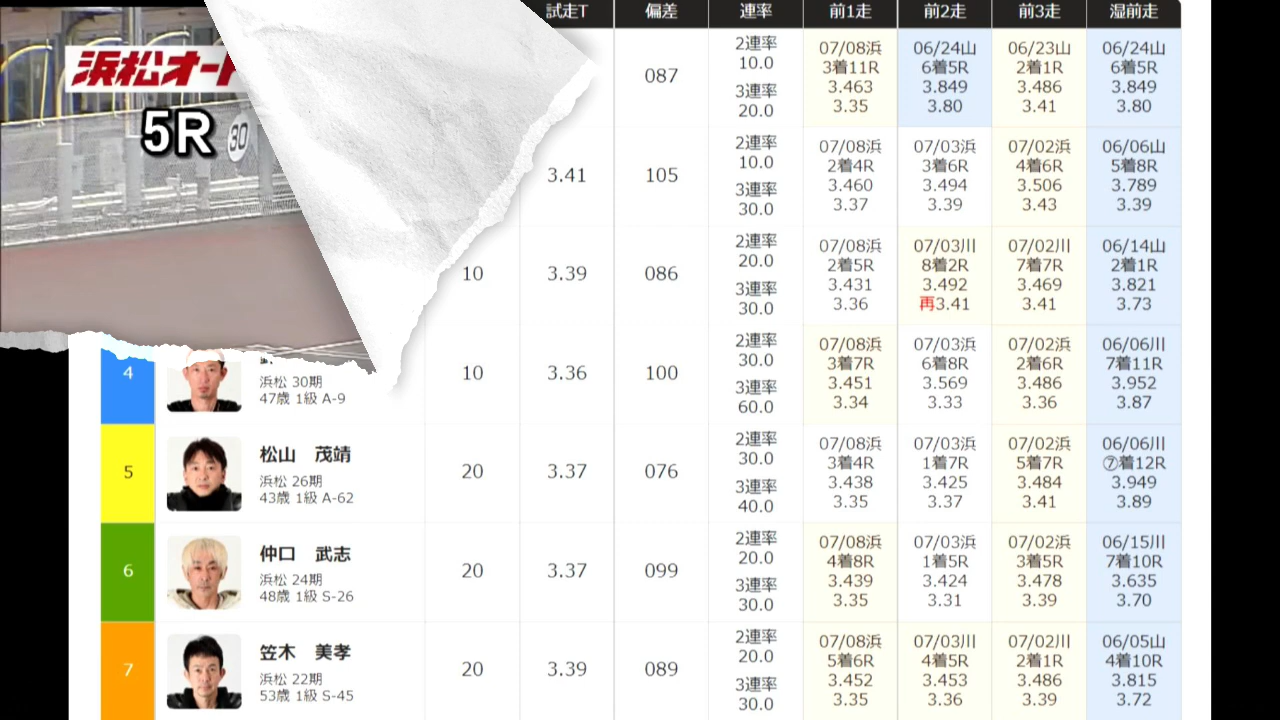 浜松オート
5R
30
試走T 偏差 連率 前1走 前2走 前3走 湿前走
087 2連率 10.0 3連率 20.0
07/08浜 3着11R 3.463 3.35
06/24山 6着5R 3.849 3.80
06/23山 2着1R 3.486 3.41
06/24山 6着5R 3.849 3.80
3.41 105 2連率 10.0 3連率 30.0
07/08浜 2着4R 3.460 3.37
07/03浜 3着6R 3.494 3.39
07/02浜 4着6R 3.506 3.43
06/06山 5着8R 3.789 3.39
10 3.39 086 2連率 20.0 3連率 30.0
07/08浜 2着5R 3.431 3.36
07/03川 8着2R 3.492 再3.41
07/02川 7着7R 3.469 3.41
06/14山 2着1R 3.821 3.73
4
浜松 30期
47歳 1級 A-9
10 3.36 100 2連率 30.0 3連率 60.0
07/08浜 4着7R 3.451 3.34
07/03浜 6着8R 3.569 3.33
07/02浜 2着6R 3.486 3.36
06/06川 7着11R 3.952 3.87
5
松山 茂靖
浜松 26期
43歳 1級 A-62
20 3.37 076 2連率 30.0 3連率 40.0
07/08浜 3着4R 3.438 3.35
07/03浜 1着7R 3.425 3.37
07/02浜 5着7R 3.484 3.41
06/06川 ⑦着12R 3.949 3.89
6
仲口 武志
浜松 24期
48歳 1級 S-26
20 3.37 099 2連率 20.0 3連率 30.0
07/08浜 4着8R 3.439 3.35
07/03浜 1着5R 3.424 3.31
07/02浜 3着5R 3.478 3.39
06/15川 7着10R 3.635 3.70
7
笠木 美孝
浜松 22期
53歳 1級 S-45
20 3.39 089 2連率 20.0 3連率 30.0
07/08浜 5着6R 3.452 3.35
07/03川 4着5R 3.453 3.36
07/02川 2着1R 3.486 3.39
06/05山 4着10R 3.815 3.72